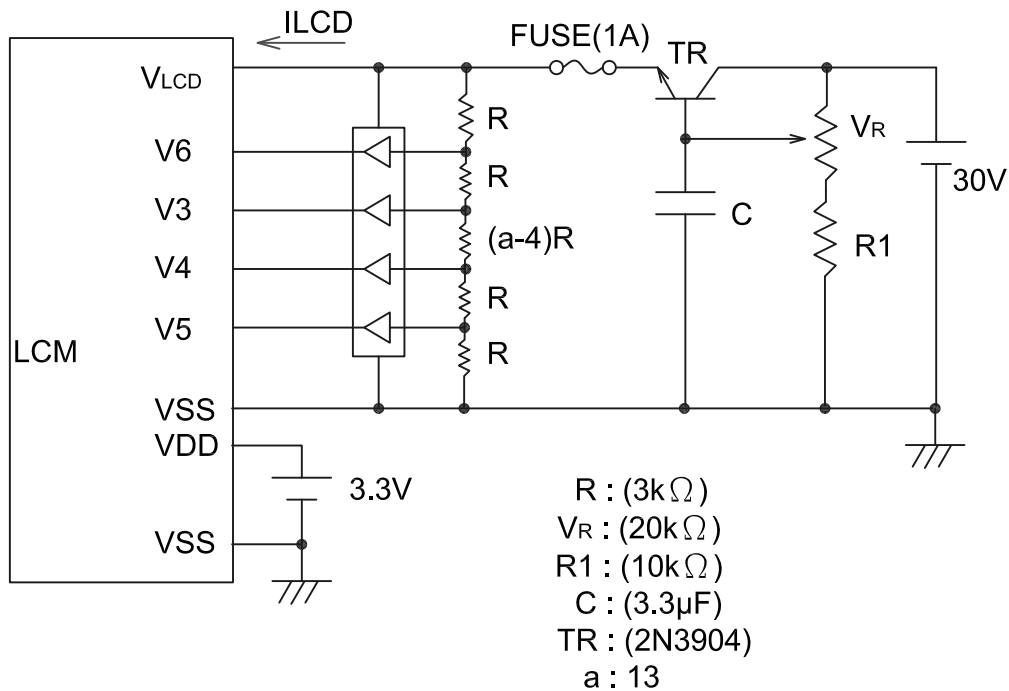 ILCD
FUSE(1A)
TR
VLCD
R
VR
V6
R
30V
V3
C
(a-4)R
R1
V4
R
V5
LCM
R
VSS
VDD
3.3V
VSS
R : (3kΩ)
VR : (20kΩ)
R1 : (10kΩ)
C : (3.3µF)
TR : (2N3904)
a : 13